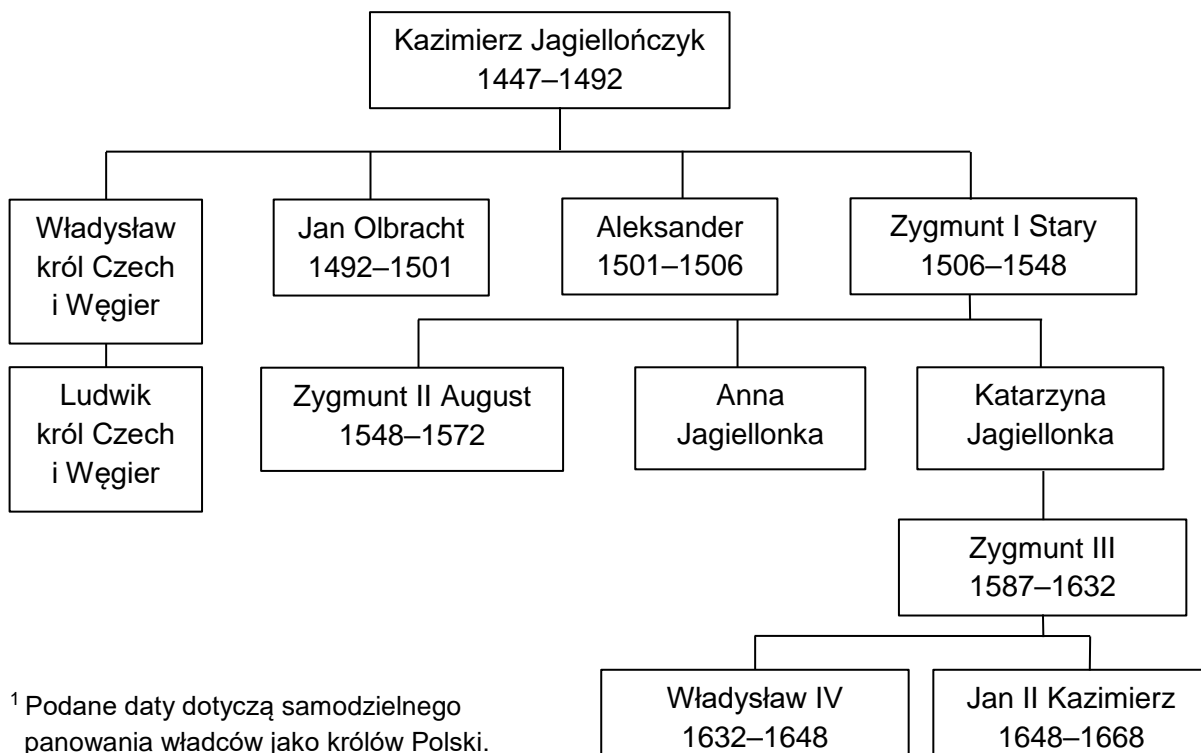 Kazimierz Jagiellończyk
1447–1492
Władysław
król Czech
i Węgier
Jan Olbracht
1492–1501
Aleksander
1501–1506
Zygmunt I Stary
1506–1548
Ludwik
król Czech
i Węgier
Zygmunt II August
1548–1572
Anna
Jagiellonka
Katarzyna
Jagiellonka
Zygmunt III
1587–1632
Władysław IV
1632–1648
Jan II Kazimierz
1648–1668
¹ Podane daty dotyczą samodzielnego
panowania władców jako królów Polski.